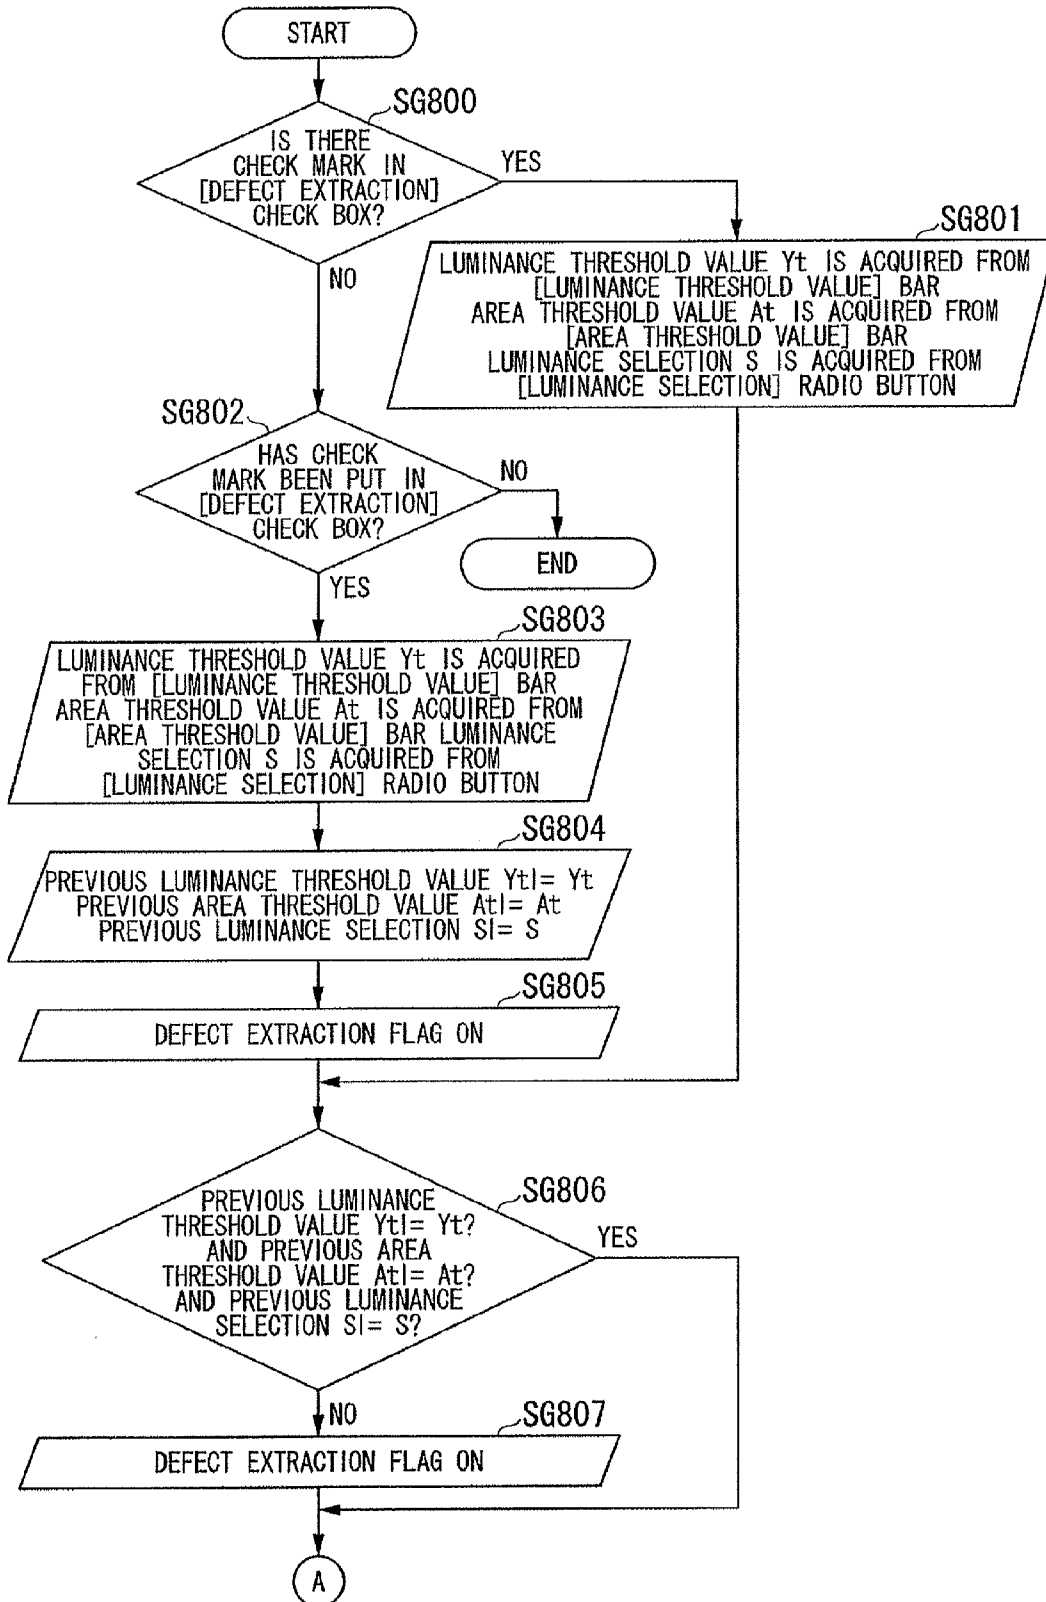 START
SG800
IS THERE
CHECK MARK IN
[DEFECT EXTRACTION]
CHECK BOX?
YES
NO
SG801
LUMINANCE THRESHOLD VALUE Yt IS ACQUIRED FROM
[LUMINANCE THRESHOLD VALUE] BAR
AREA THRESHOLD VALUE At IS ACQUIRED FROM
[AREA THRESHOLD VALUE] BAR
LUMINANCE SELECTION S IS ACQUIRED FROM
[LUMINANCE SELECTION] RADIO BUTTON
SG802
HAS CHECK
MARK BEEN PUT IN
[DEFECT EXTRACTION]
CHECK BOX?
NO
END
YES
SG803
LUMINANCE THRESHOLD VALUE Yt IS ACQUIRED
FROM [LUMINANCE THRESHOLD VALUE] BAR
AREA THRESHOLD VALUE At IS ACQUIRED FROM
[AREA THRESHOLD VALUE] BAR LUMINANCE
SELECTION S IS ACQUIRED FROM
[LUMINANCE SELECTION] RADIO BUTTON
SG804
PREVIOUS LUMINANCE THRESHOLD VALUE Ytl= Yt
PREVIOUS AREA THRESHOLD VALUE Atl= At
PREVIOUS LUMINANCE SELECTION Sl= S
SG805
DEFECT EXTRACTION FLAG ON
SG806
PREVIOUS LUMINANCE
THRESHOLD VALUE Ytl= Yt?
AND PREVIOUS AREA
THRESHOLD VALUE Atl= At?
AND PREVIOUS LUMINANCE
SELECTION Sl= S?
YES
NO
SG807
DEFECT EXTRACTION FLAG ON
A